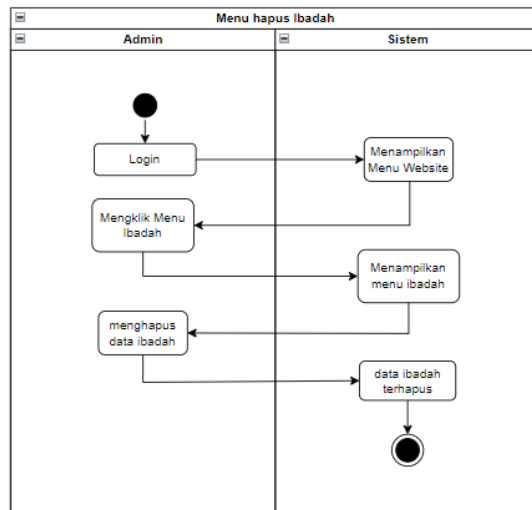 Menu hapus Ibadah
Admin
Sistem
Login
Menampilkan
Menu Website
Mengklik Menu
Ibadah
Menampilkan
menu ibadah
menghapus
data ibadah
data ibadah
terhapus